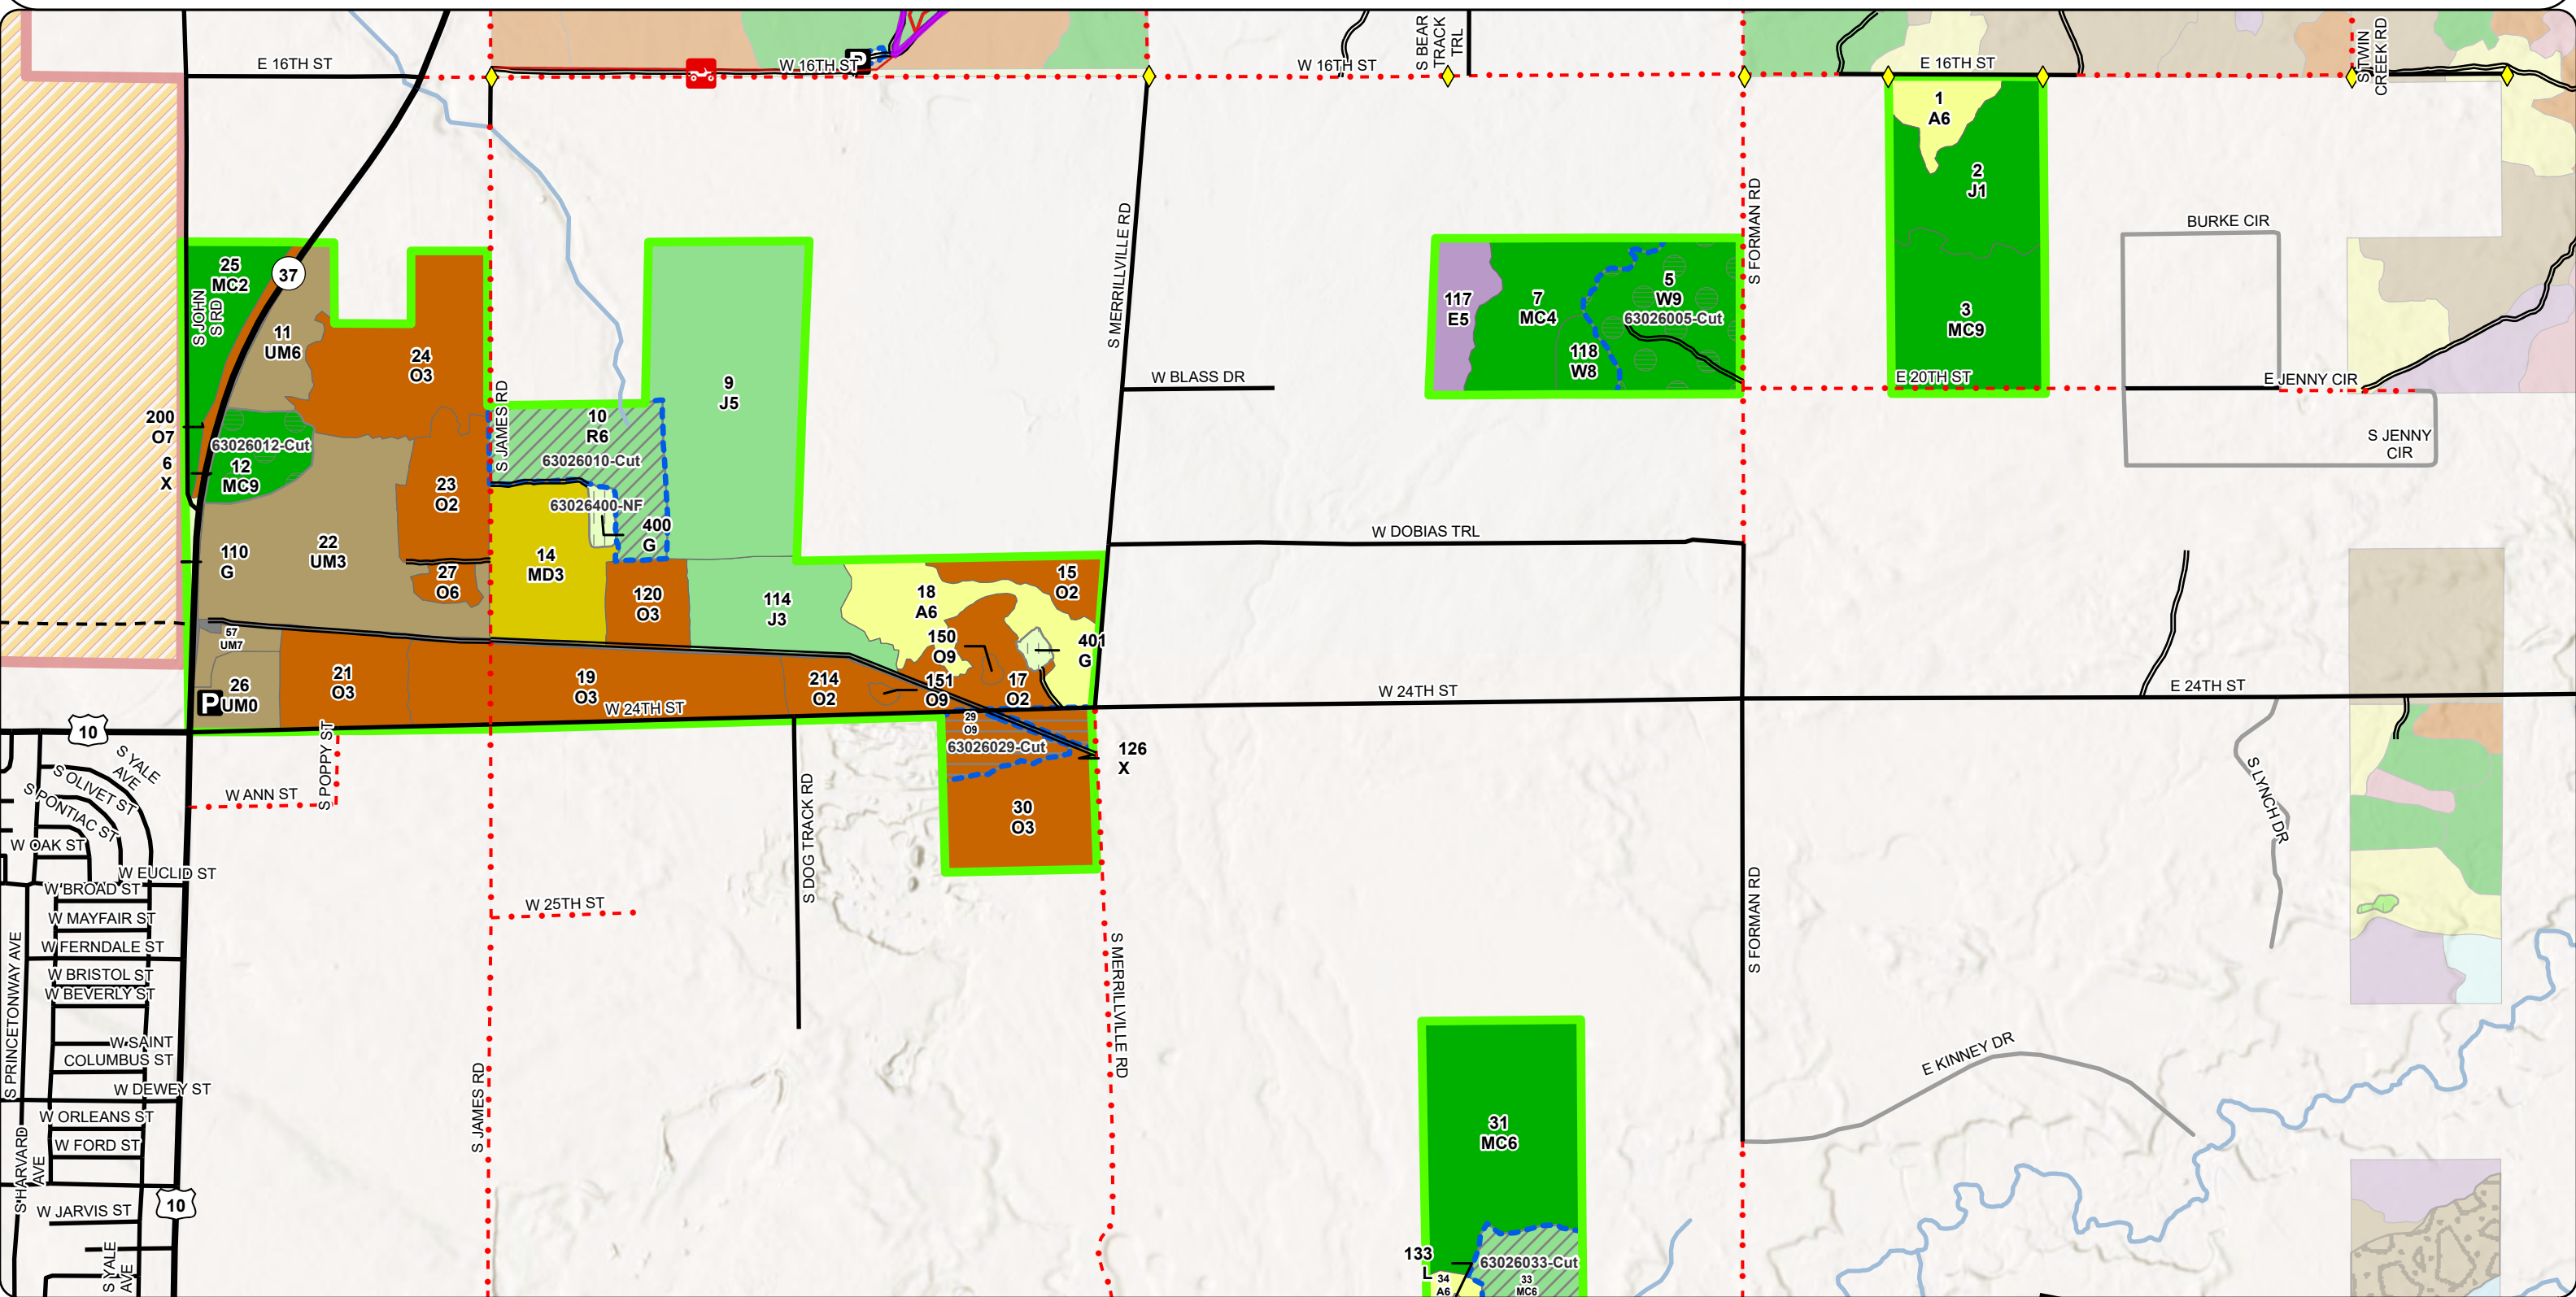 E 16TH ST
W 16TH ST
P
W 16TH ST
S BEAR
TRACK
TRL
E 16TH ST
S TWIN
CREEK RD
1
A6
2
J1
3
MC9
S MERRILLVILLE RD
S FORMAN RD
BURKE CIR
25
MC2
37
S JOHN
S RD
11
UM6
24
O3
117
E5
7
MC4
5
W9
63026005-Cut
118
W8
9
J5
W BLASS DR
E 20TH ST
E JENNY CIR
S JENNY
CIR
200
O7
6
X
63026012-Cut
12
MC9
S JAMES RD
10
R6
63026010-Cut
23
O2
63026400-NF
400
G
W DOBIAS TRL
110
G
22
UM3
14
MD3
27
O6
120
O3
114
J3
18
A6
15
O2
57
UM7
150
O9
401
G
26
UM0
P
21
O3
19
O3
214
O2
151
O9
17
O2
W 24TH ST
W 24TH ST
E 24TH ST
10
S POPPY ST
29
O9
63026029-Cut
126
X
S YALE
AVE
S OLIVET ST
S PONTIAC ST
W ANN ST
S DOG TRACK RD
30
O3
S LYNCH DR
W OAK ST
W EUCLID ST
W BROAD ST
W MAYFAIR ST
W 25TH ST
W FERNDALE ST
W BRISTOL ST
W BEVERLY ST
S PRINCETONWAY AVE
S MERRILLVILLE RD
S FORMAN RD
W SAINT
COLUMBUS ST
E KINNEY DR
W DEWEY ST
S JAMES RD
W ORLEANS ST
W FORD ST
S HARVARD
AVE
31
MC6
10
W JARVIS ST
S YALE
AVE
133
L
63026033-Cut
34
A6
33
MC6